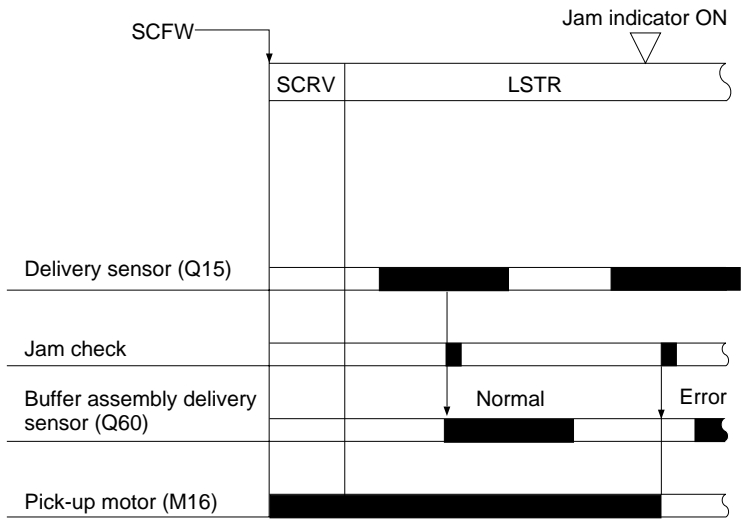 Jam indicator ON
SCFW
SCRV
LSTR
Delivery sensor (Q15)
Jam check
Buffer assembly delivery
sensor (Q60)
Normal
Error
Pick-up motor (M16)